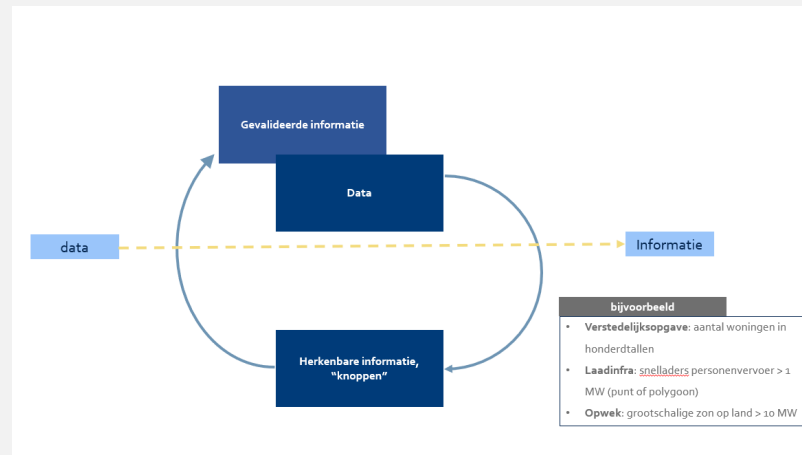 Gevalideerde informatie
Data
data
Informatie
Herkenbare informatie,
"knoppen"
bijvoorbeeld
• Verstedelijksopgave: aantal woningen in
honderdtallen
• Laadinfra: snelladers personenvervoer > 1
MW (punt of polygoon)
• Opwek: grootschalige zon op land > 10 MW